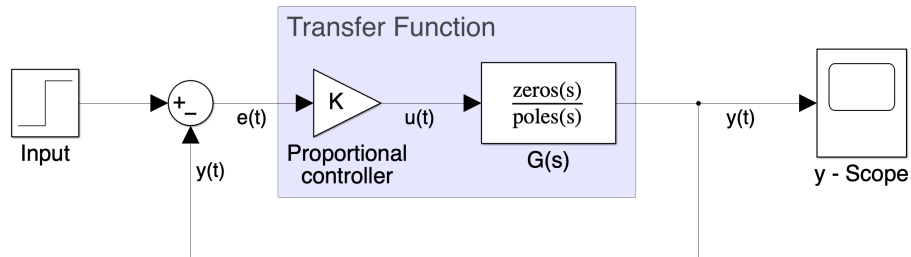 Transfer Function
Input
+
−
e(t)
K
Proportional
controller
u(t)
zeros(s)
poles(s)
G(s)
y(t)
y - Scope
y(t)